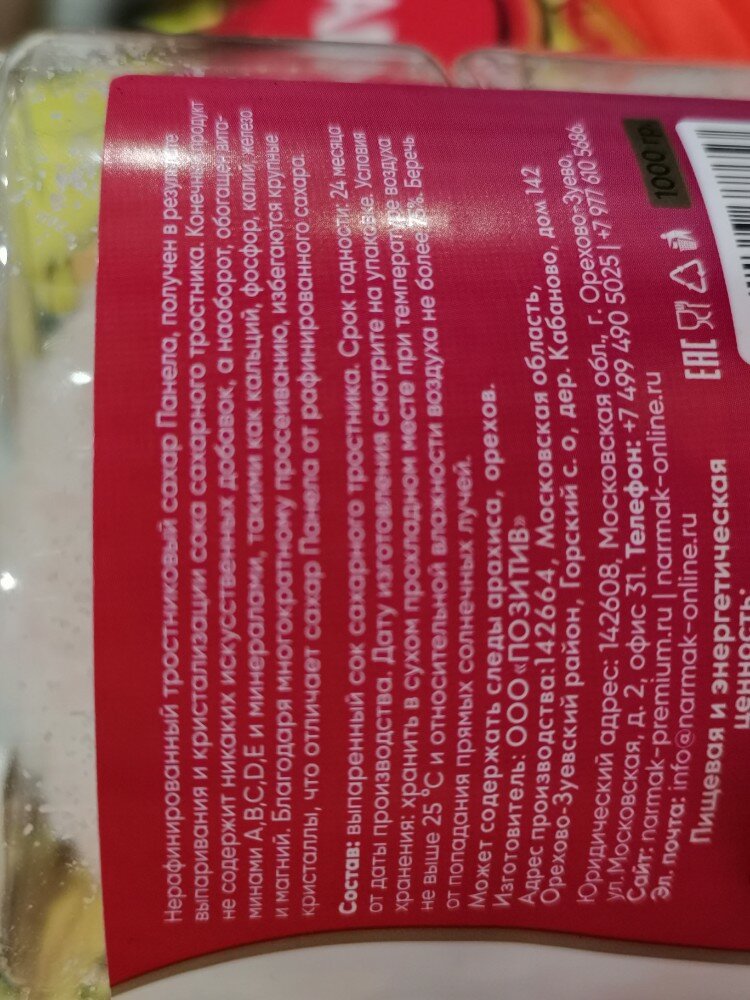 Нерафинированный тростниковый сахар Панела, получен в результате
выпаривания и кристализации сока сахарного тростника. Конечный продукт
не содержит никаких искусственных добавок, а наоборот, обогащен вита-
минами А,В,С,D,Е и минералами, такими как кальций, фосфор, калий, железо
и магний. Благодаря многократному просеиванию, избегаются крупные
кристаллы, что отличает сахар Панела от рафинированного сахара.
Состав: выпаренный сок сахарного тростника. Срок годности: 24 месяца
от даты производства. Дату изготовления смотрите на упаковке. Условия
хранения: хранить в сухом прохладном месте при температуре воздуха
не выше 25 °С и относительной влажности воздуха не более 75%. Беречь
от попадания прямых солнечных лучей.
Может содержать следы арахиса, орехов.
Изготовитель: ООО «ПОЗИТИВ»
Адрес производства:142664, Московская область,
Орехово-Зуевский район, Горский с. о, дер. Кабаново, дом 142
Юридический адрес: 142608, Московская обл., г. Орехово-Зуево,
ул.Московская, д. 2, офис 31. Телефон: +7 499 490 5025 | +7 977 610 5686
Сайт: narmak-premium.ru | narmak-online.ru
Эл. почта: info@narmak-online.ru
EAC
1000 гр.
Пищевая и энергетическая
ценность: